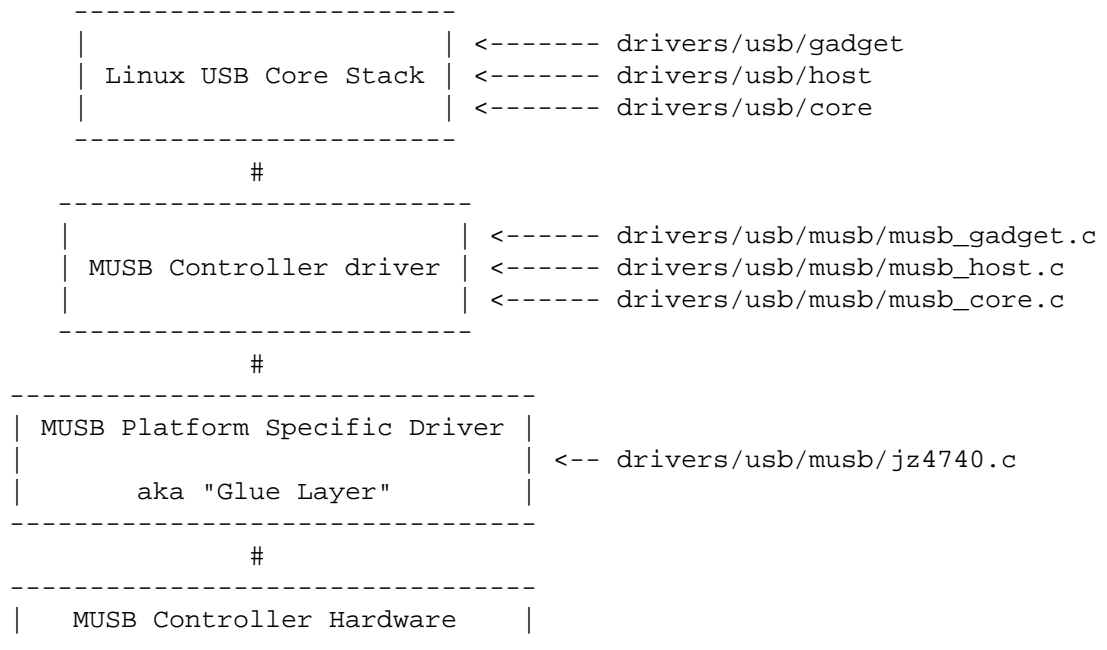 ------------------------
|                      | <------- drivers/usb/gadget
| Linux USB Core Stack | <------- drivers/usb/host
|                      | <------- drivers/usb/core
------------------------
#
--------------------------
|                        | <------ drivers/usb/musb/musb_gadget.c
| MUSB Controller driver | <------ drivers/usb/musb/musb_host.c
|                        | <------ drivers/usb/musb/musb_core.c
--------------------------
#
---------------------------------
| MUSB Platform Specific Driver |
|                               | <-- drivers/usb/musb/jz4740.c
|      aka "Glue Layer"         |
---------------------------------
#
---------------------------------
|   MUSB Controller Hardware    |